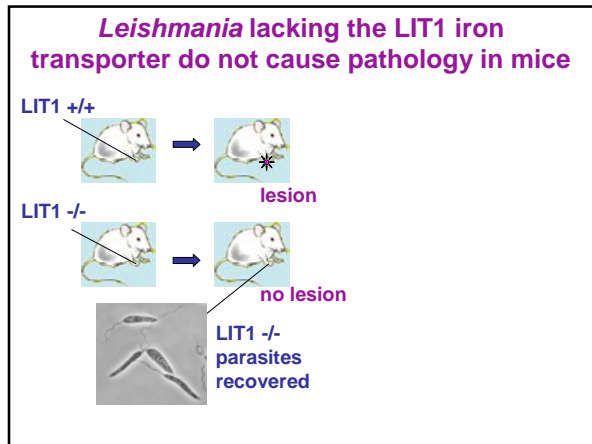 Leishmania lacking the LIT1 iron
transporter do not cause pathology in mice
LIT1 +/+
lesion
LIT1 -/-
no lesion
LIT1 -/-
parasites
recovered